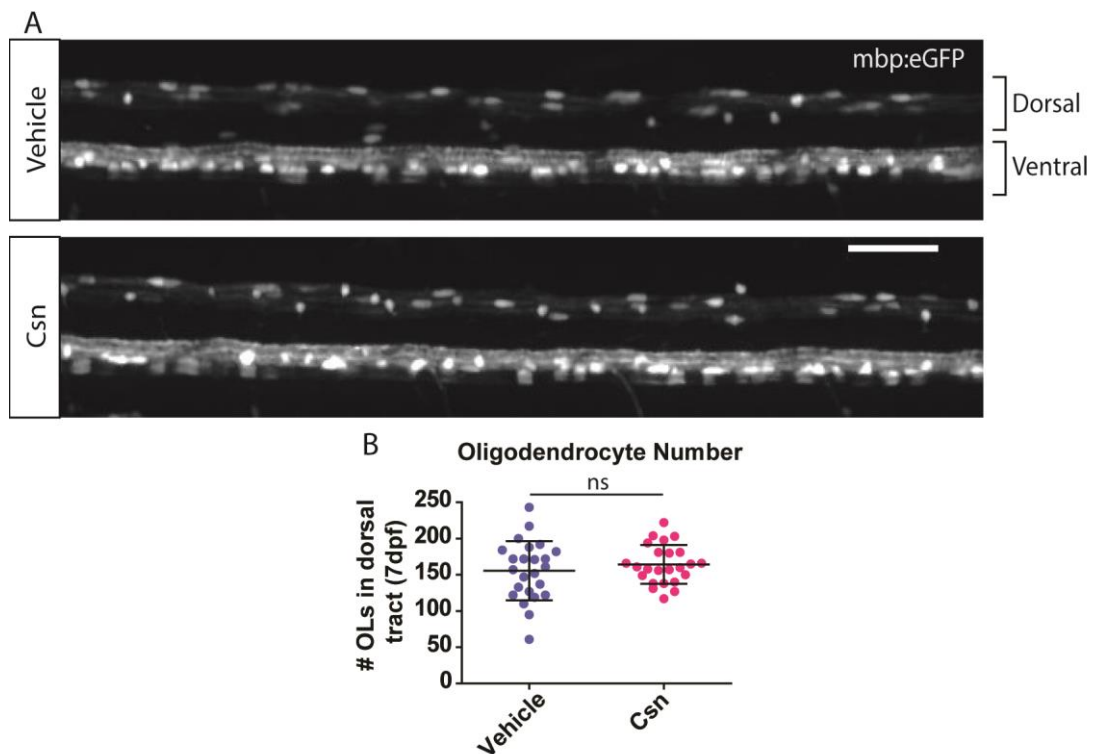 A
Vehicle
mbp:eGFP
Dorsal
Ventral
Csn
B
Oligodendrocyte Number
ns
# OLs in dorsal
tract (7dpf)
250
200
150
100
50
0
Vehicle
Csn